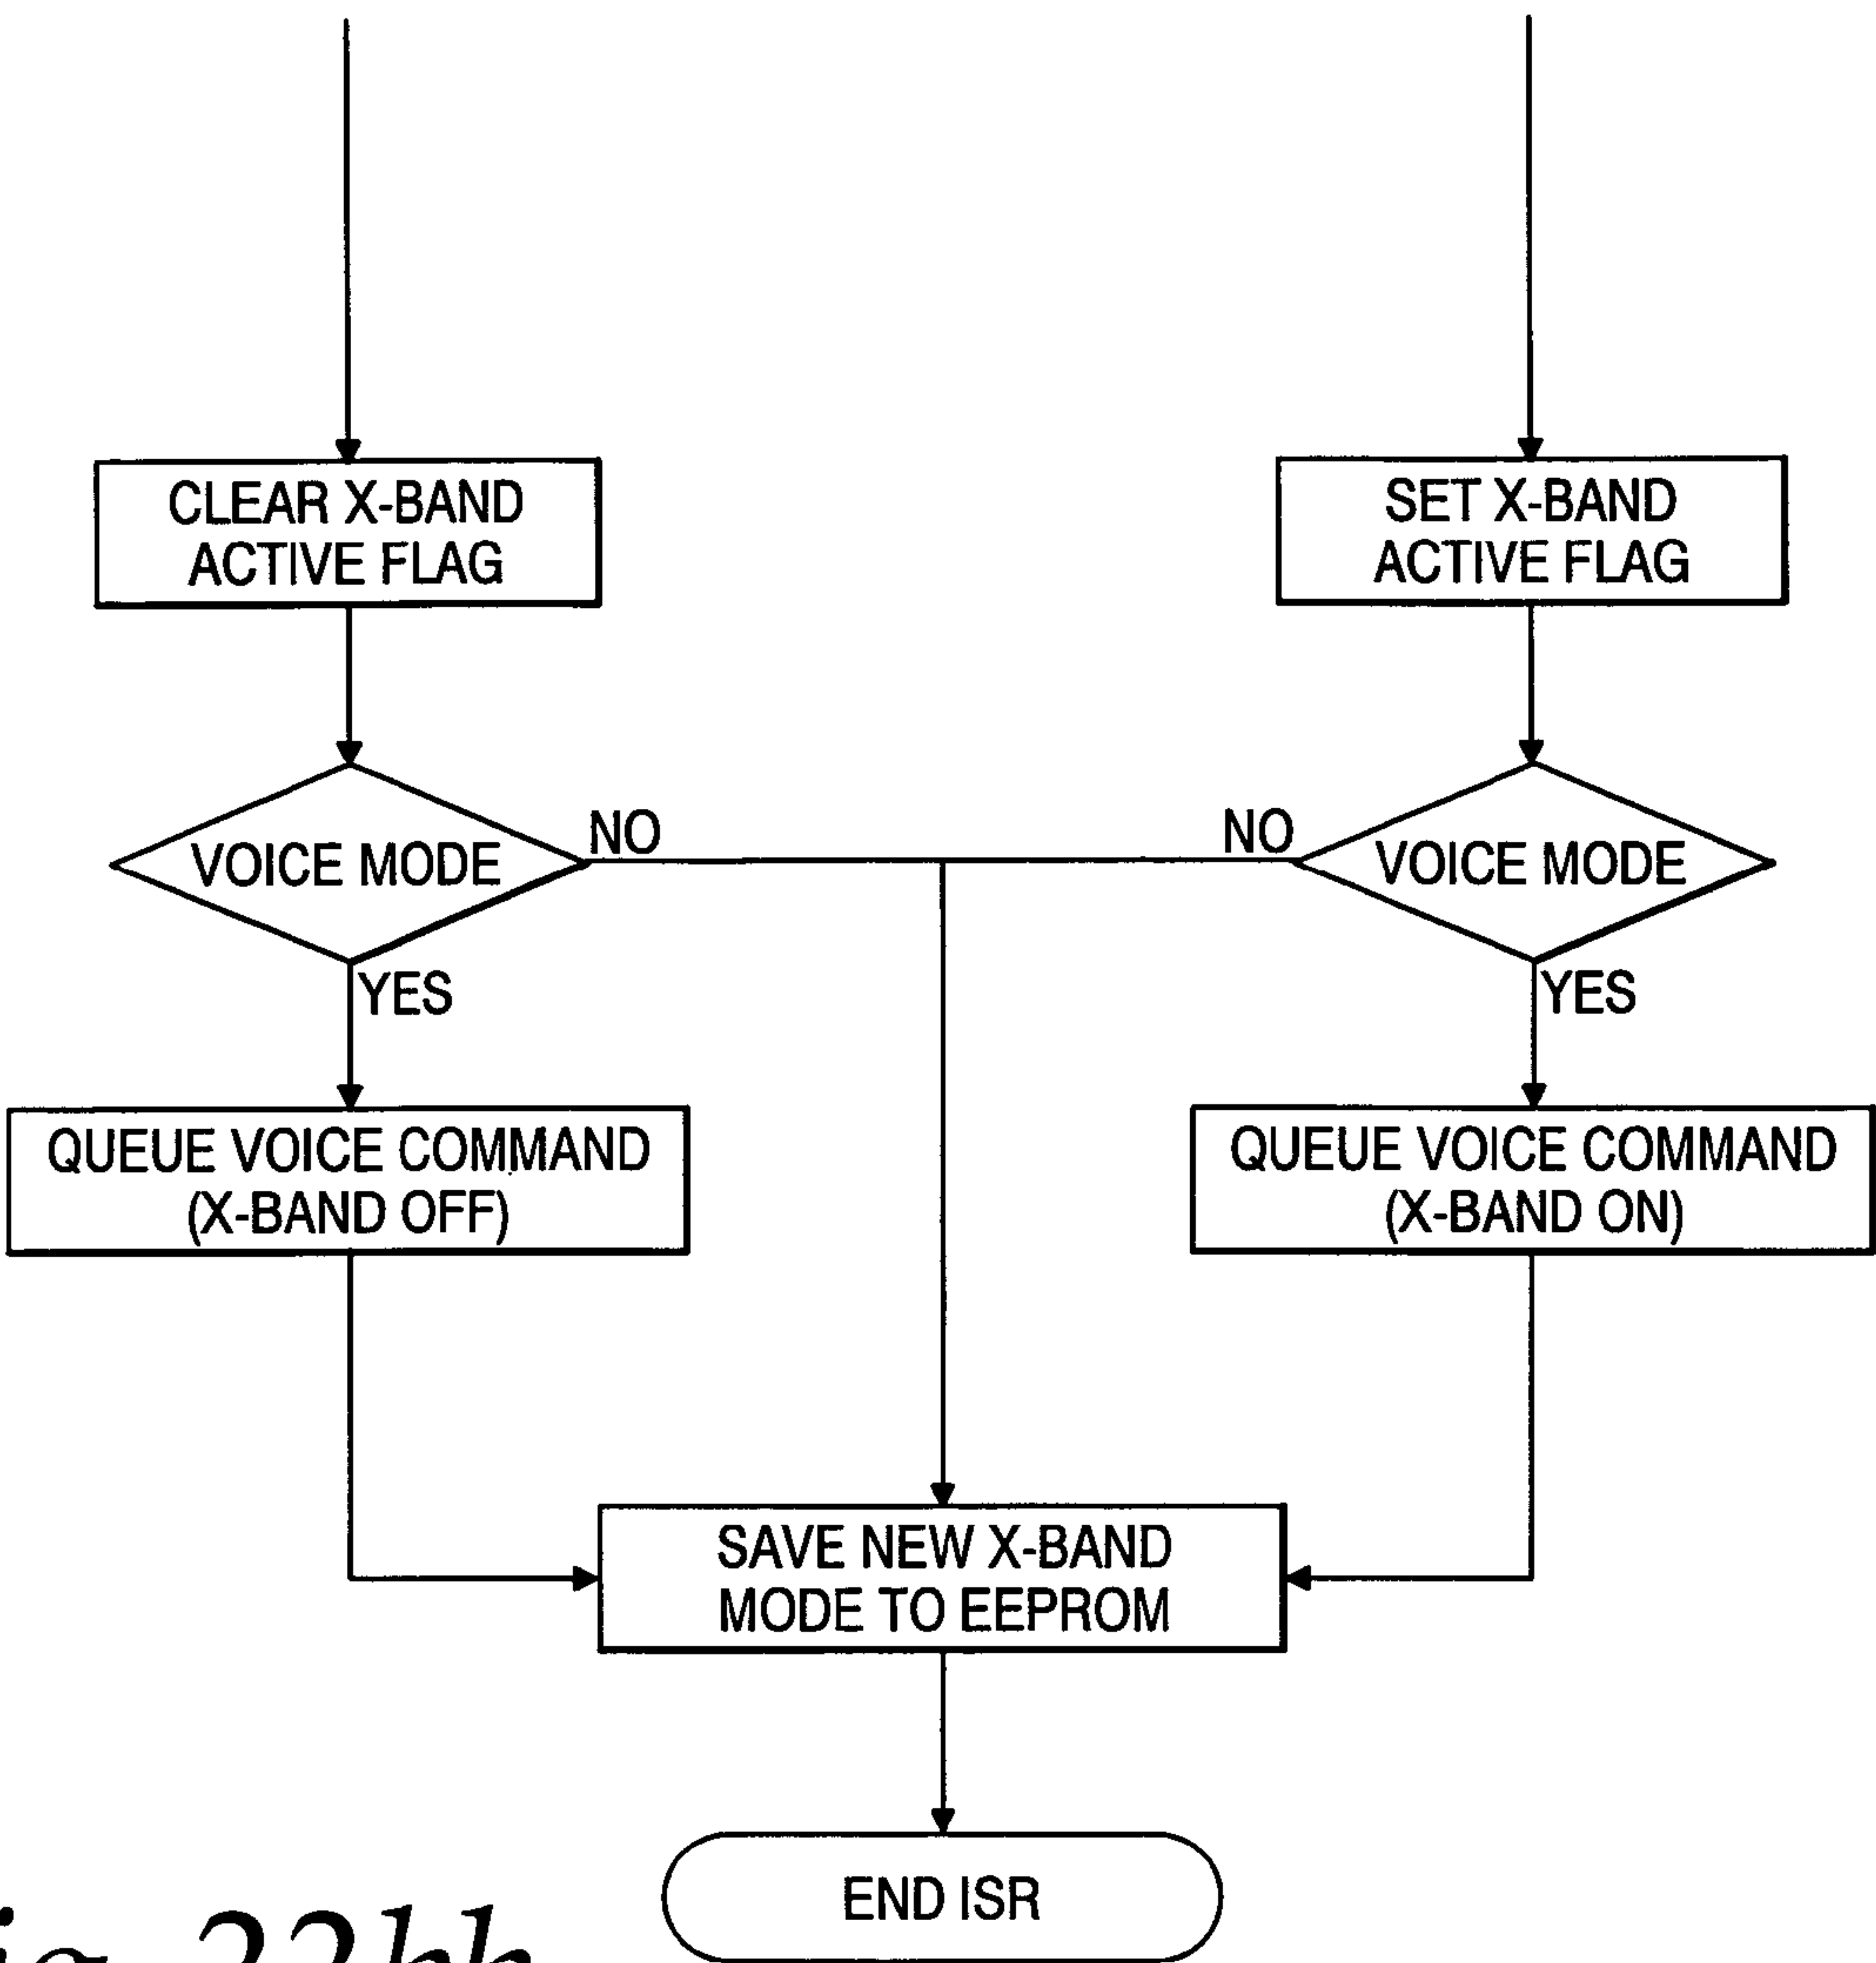 CLEAR X-BAND
ACTIVE FLAG
SET X-BAND
ACTIVE FLAG
VOICE MODE
NO
NO
VOICE MODE
YES
YES
QUEUE VOICE COMMAND
(X-BAND OFF)
QUEUE VOICE COMMAND
(X-BAND ON)
SAVE NEW X-BAND
MODE TO EEPROM
END ISR